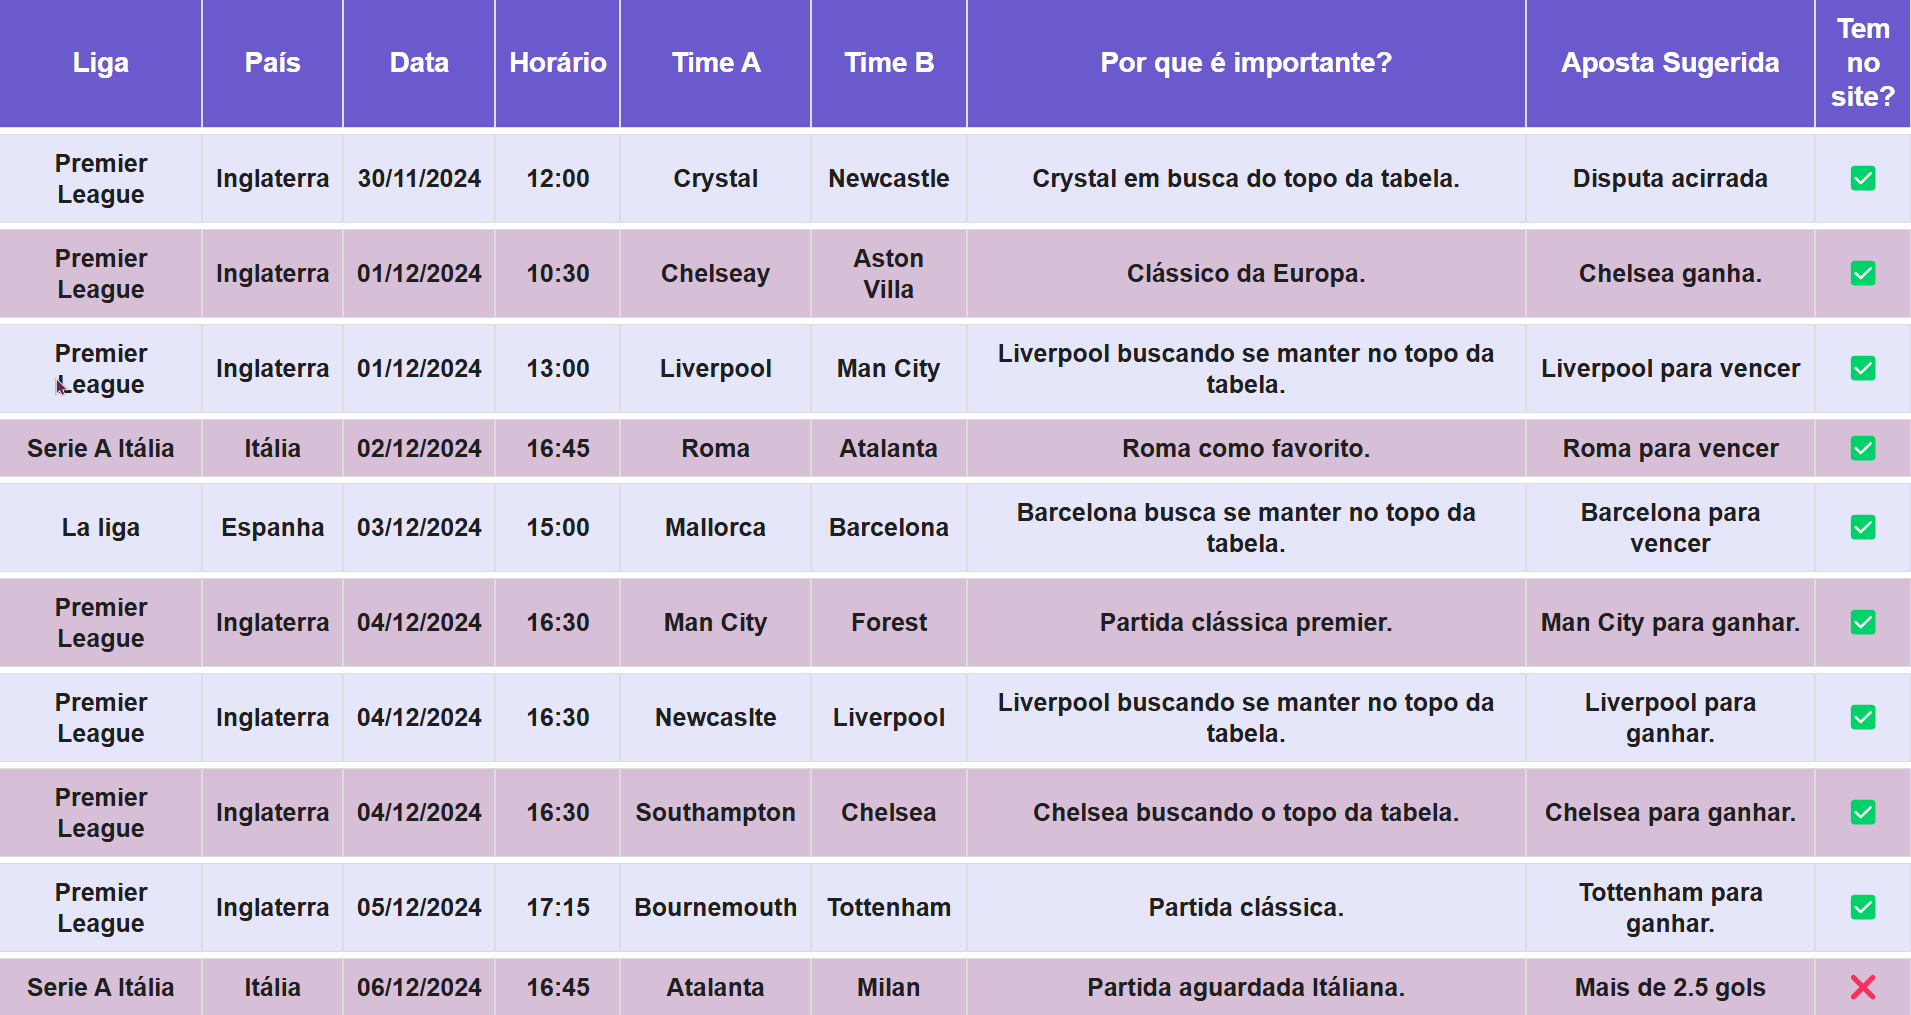 Liga País Data Horário Time A Time B Por que é importante? Aposta Sugerida Tem no site?
Premier League Inglaterra 30/11/2024 12:00 Crystal Newcastle Crystal em busca do topo da tabela. Disputa acirrada ✅
Premier League Inglaterra 01/12/2024 10:30 Chelseay Aston Villa Clássico da Europa. Chelsea ganha. ✅
Premier League Inglaterra 01/12/2024 13:00 Liverpool Man City Liverpool buscando se manter no topo da tabela. Liverpool para vencer ✅
Serie A Itália Itália 02/12/2024 16:45 Roma Atalanta Roma como favorito. Roma para vencer ✅
La liga Espanha 03/12/2024 15:00 Mallorca Barcelona Barcelona busca se manter no topo da tabela. Barcelona para vencer ✅
Premier League Inglaterra 04/12/2024 16:30 Man City Forest Partida clássica premier. Man City para ganhar. ✅
Premier League Inglaterra 04/12/2024 16:30 Newcaslte Liverpool Liverpool buscando se manter no topo da tabela. Liverpool para ganhar. ✅
Premier League Inglaterra 04/12/2024 16:30 Southampton Chelsea Chelsea buscando o topo da tabela. Chelsea para ganhar. ✅
Premier League Inglaterra 05/12/2024 17:15 Bournemouth Tottenham Partida clássica. Tottenham para ganhar. ✅
Serie A Itália Itália 06/12/2024 16:45 Atalanta Milan Partida aguardada Itáliana. Mais de 2.5 gols ❌